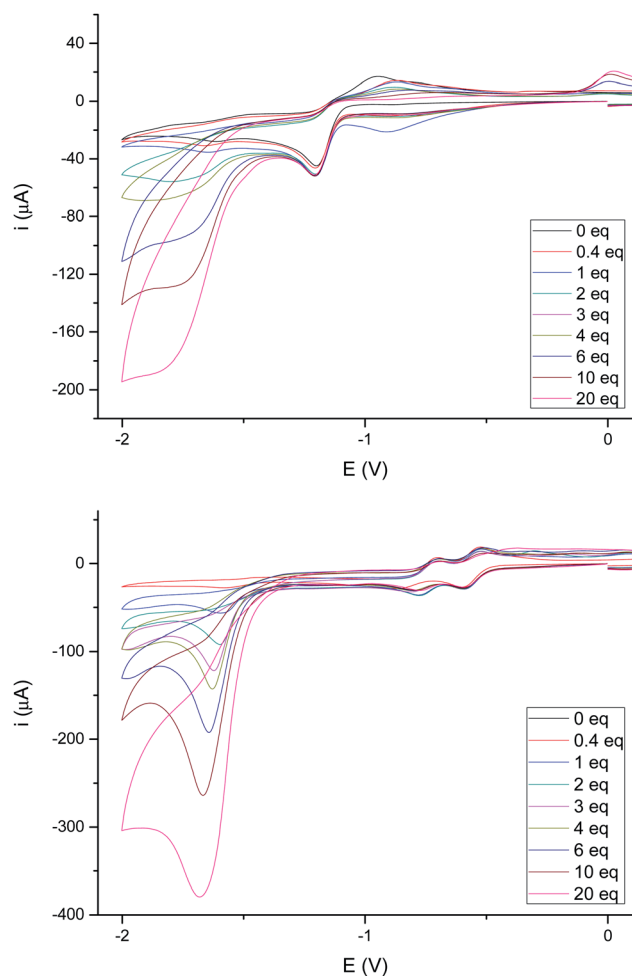 40
0
-40
-80
-120
-160
-200
i (μA)
0 eq
0.4 eq
1 eq
2 eq
3 eq
4 eq
6 eq
10 eq
20 eq
-2
-1
0
E (V)
0
-100
-200
-300
-400
i (μA)
0 eq
0.4 eq
1 eq
2 eq
3 eq
4 eq
6 eq
10 eq
20 eq
-2
-1
0
E (V)